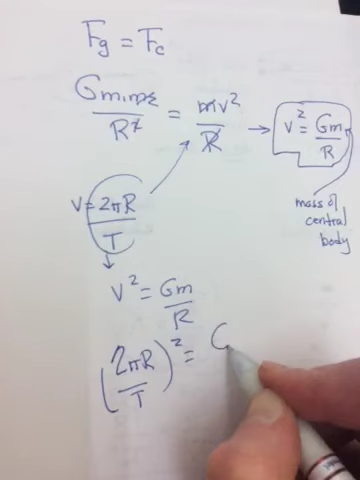 Fg = Fc
Gm₁m₂/R² = mv²/R → v² = Gm/R
v = 2πR/T
mass of
central
body
v² = Gm/R
(2πR/T)² = G